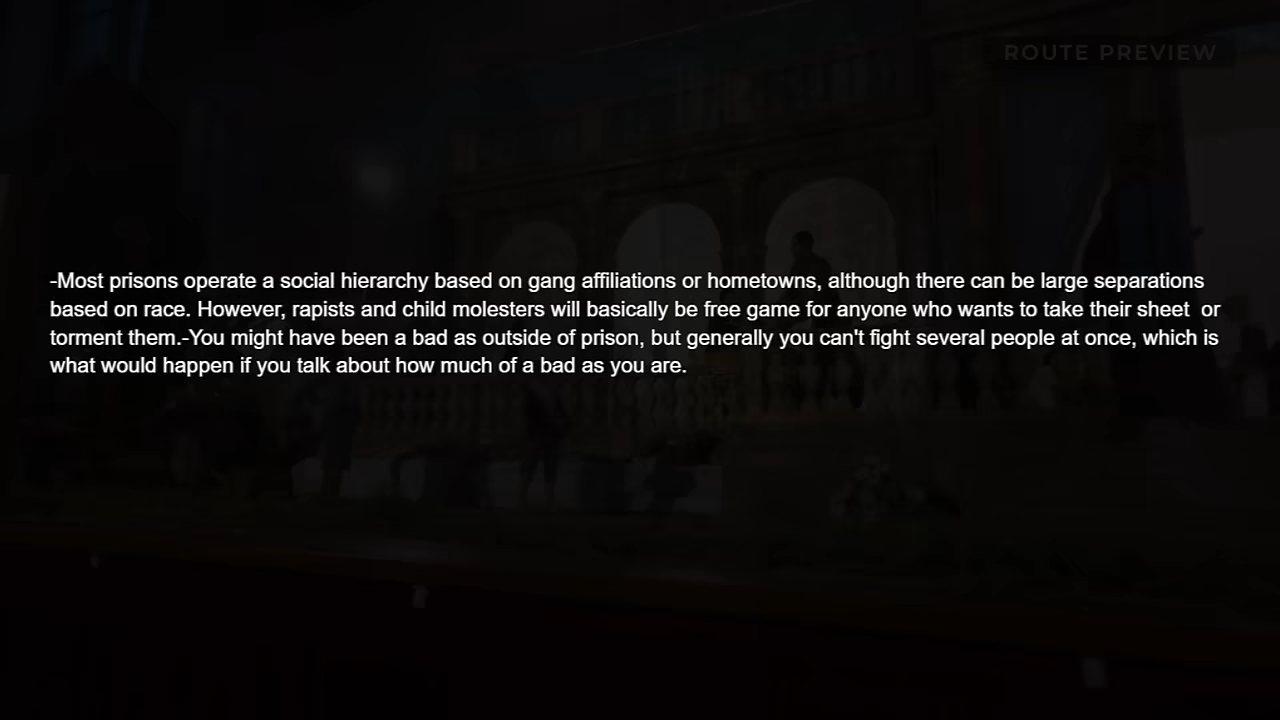 ROUTE PREVIEW
-Most prisons operate a social hierarchy based on gang affiliations or hometowns, although there can be large separations
based on race. However, rapists and child molesters will basically be free game for anyone who wants to take their sheet  or
torment them.-You might have been a bad as outside of prison, but generally you can't fight several people at once, which is
what would happen if you talk about how much of a bad as you are.